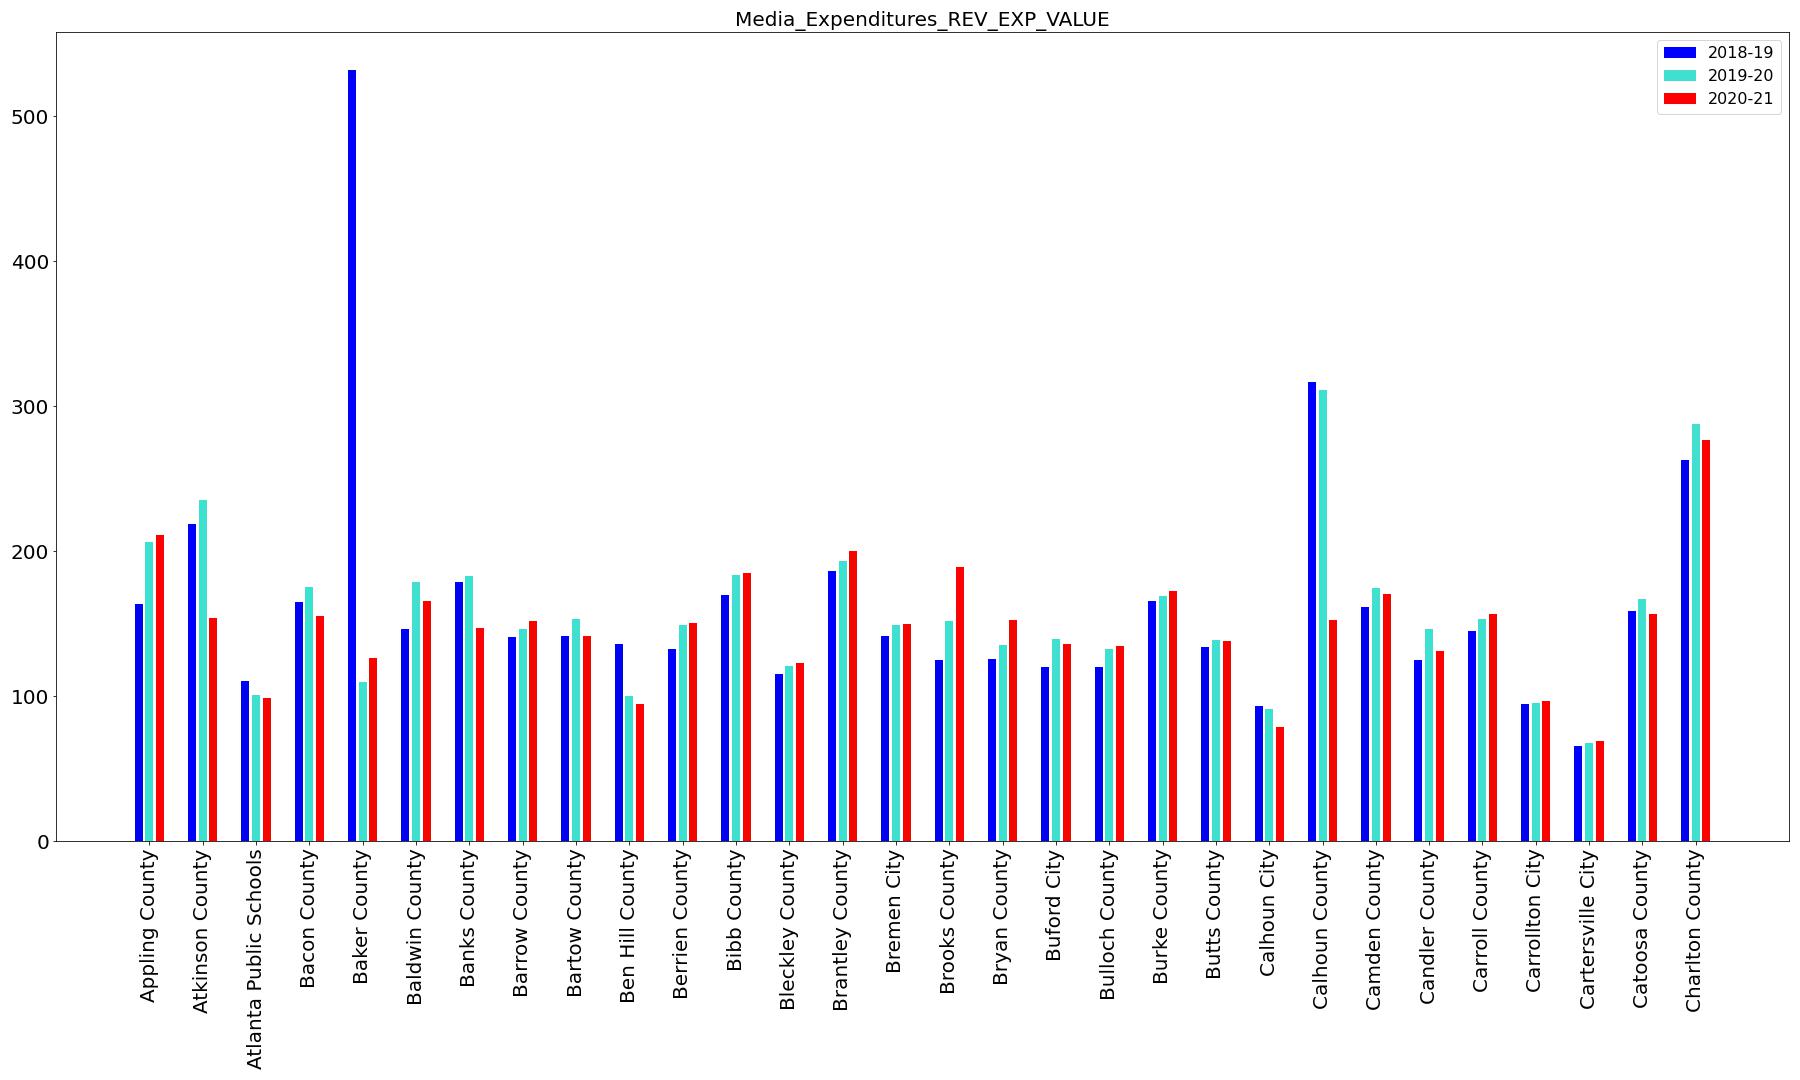 Media_Expenditures_REV_EXP_VALUE
2018-19
2019-20
2020-21
500
400
300
200
100
0
Appling County
Atkinson County
Atlanta Public Schools
Bacon County
Baker County
Baldwin County
Banks County
Barrow County
Bartow County
Ben Hill County
Berrien County
Bibb County
Bleckley County
Brantley County
Bremen City
Brooks County
Bryan County
Buford City
Bulloch County
Burke County
Butts County
Calhoun City
Calhoun County
Camden County
Candler County
Carroll County
Carrollton City
Cartersville City
Catoosa County
Charlton County